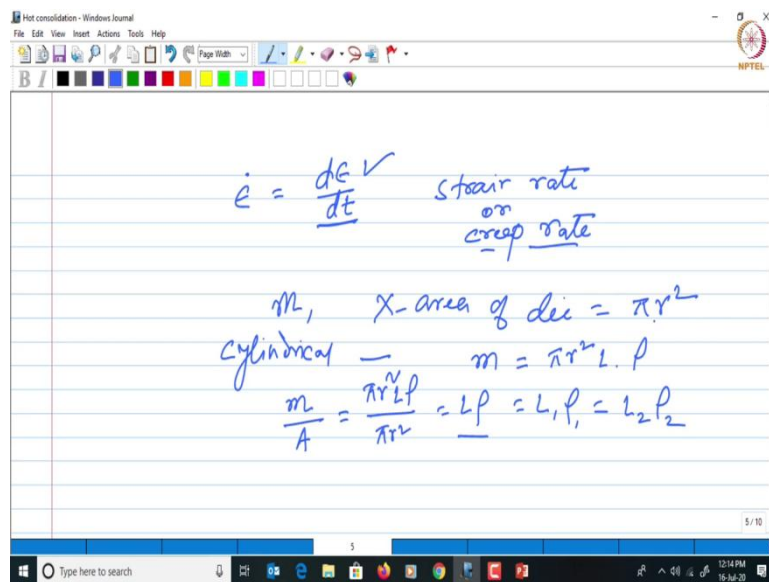 Hot consolidation - Windows Journal
File Edit View Insert Actions Tools Help
Page Width
NPTEL
B I
ε̇ = dε/dt ✓ strain rate
or
creep rate
m, X-area of die = πr²
cylindrical — m = πr² L. ρ
m/A = πr²Lρ/πr² = Lρ = L₁ρ₁ = L₂ρ₂
5 / 10
5
Type here to search
12:14 PM
16-Jul-20